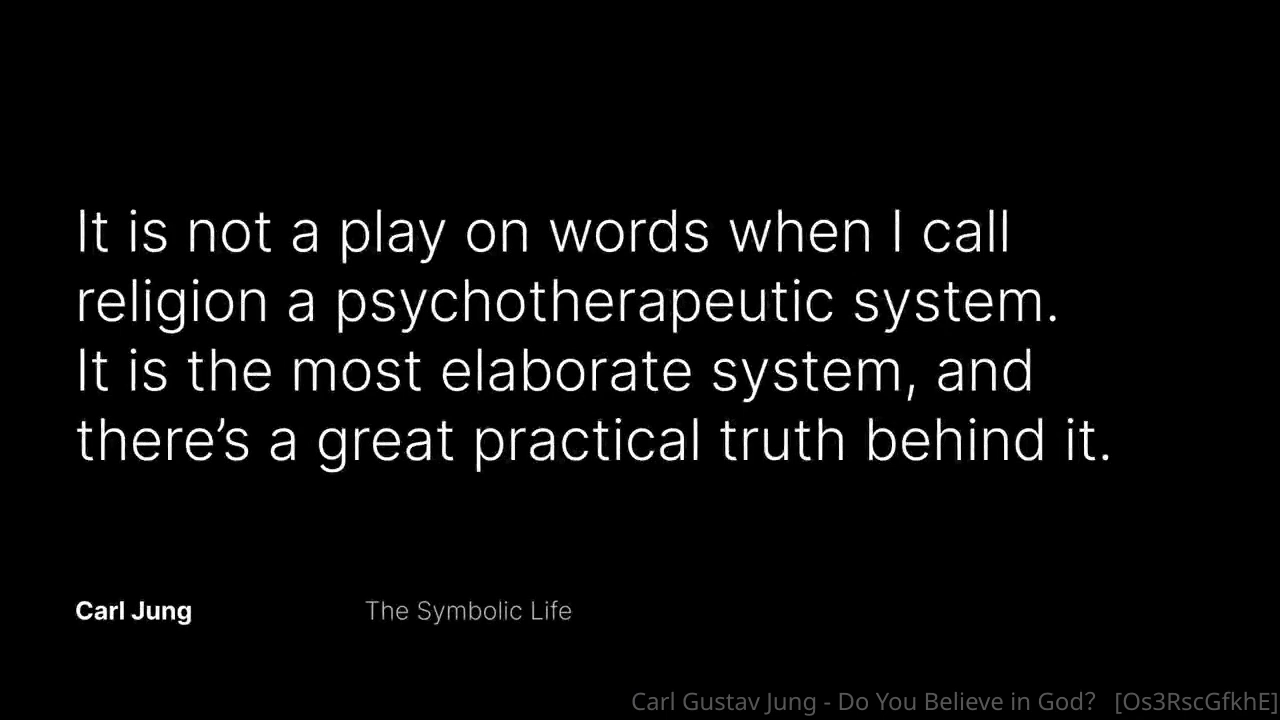 It is not a play on words when I call
religion a psychotherapeutic system.
It is the most elaborate system, and
there’s a great practical truth behind it.
Carl Jung The Symbolic Life
Carl Gustav Jung - Do You Believe in God? [Os3RscGfkhE]